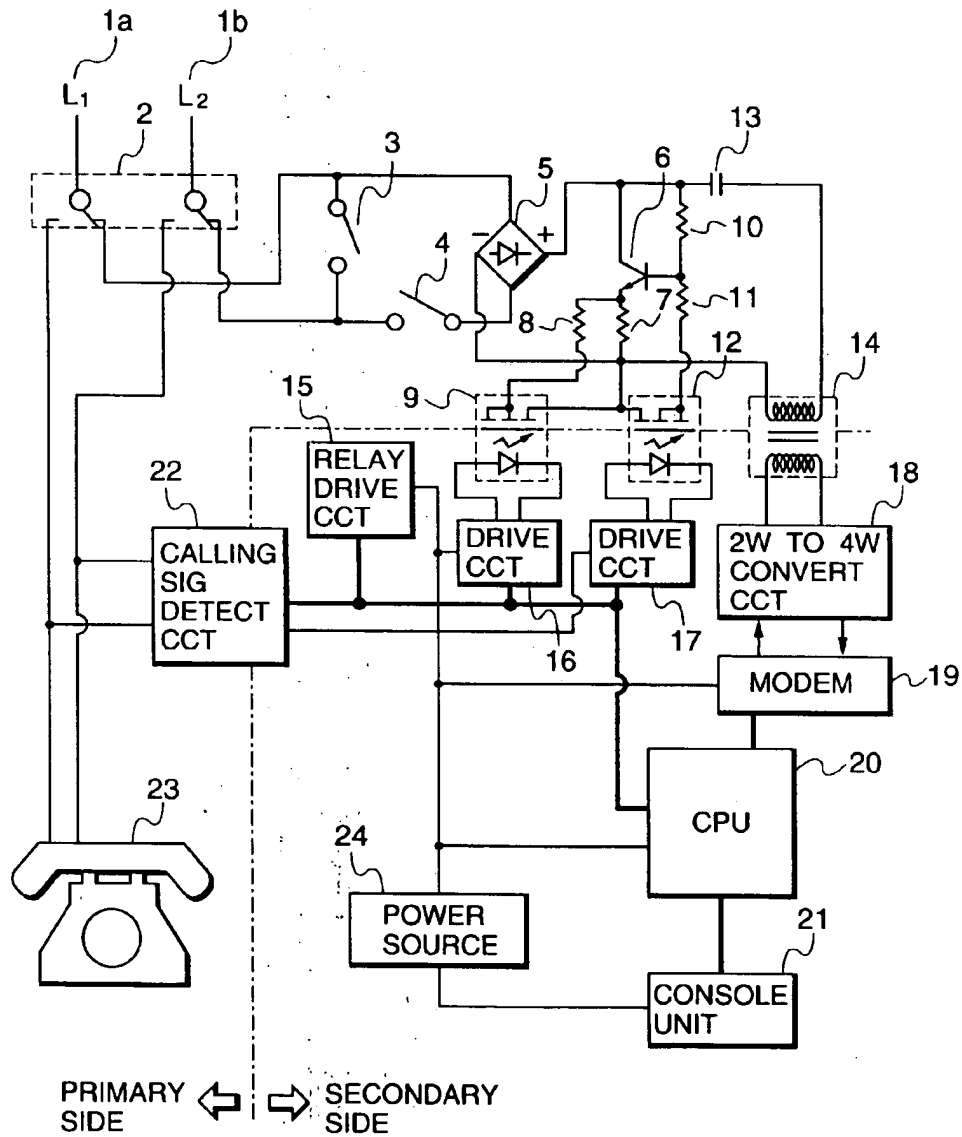 1a
1b
L1
L2
2
3
4
5
6
13
-
+
10
11
8
7
12
14
9
15
22
18
RELAY
DRIVE
CCT
DRIVE
CCT
DRIVE
CCT
2W TO 4W
CONVERT
CCT
CALLING
SIG
DETECT
CCT
16
17
MODEM
19
20
CPU
23
24
POWER
SOURCE
21
CONSOLE
UNIT
PRIMARY
SIDE
SECONDARY
SIDE